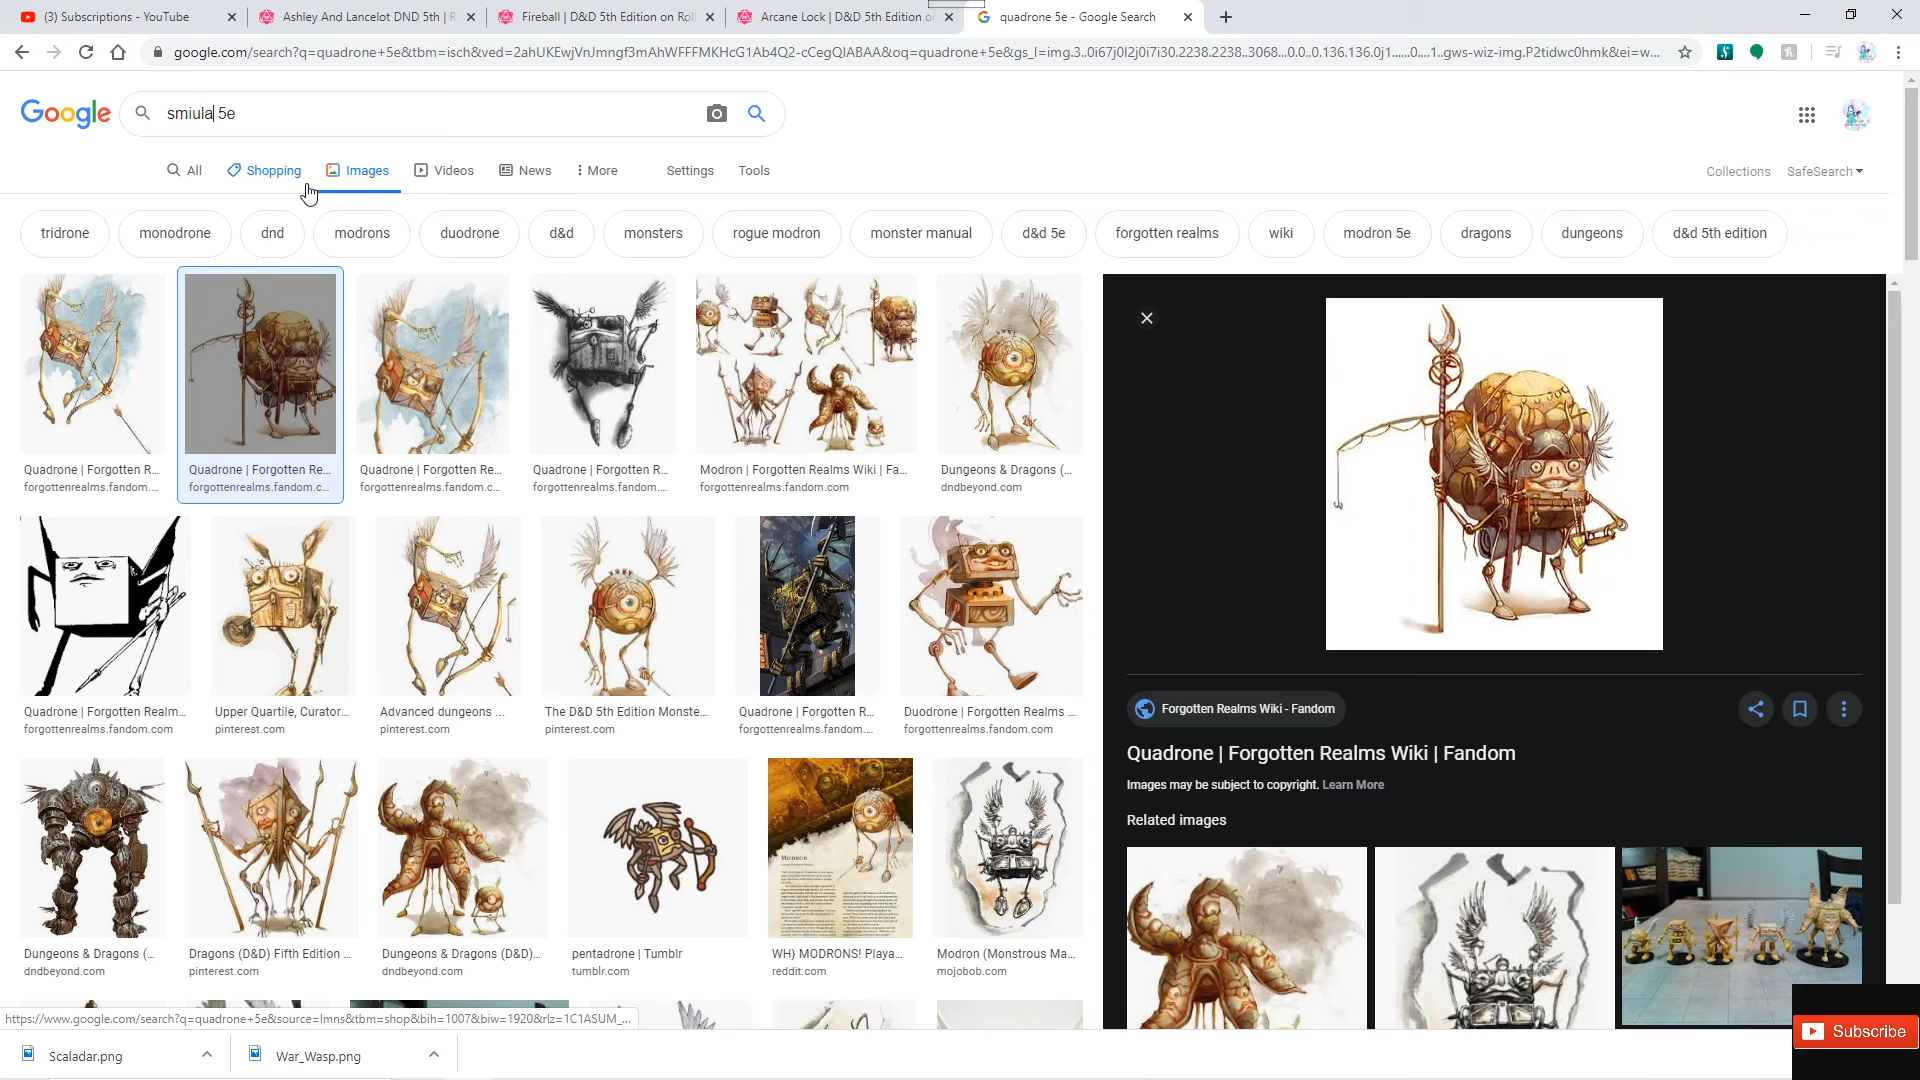 (3) Subscriptions - YouTube
Ashley And Lancelot DND 5th | R
Fireball | D&D 5th Edition on Roll
Arcane Lock | D&D 5th Edition or
quadrone 5e - Google Search
google.com/search?q=quadrone+5e&tbm=isch&ved=2ahUKEwjVnJmngf3mAhWFFFMKHcG1Ab4Q2-cCegQIABAA&oq=quadrone+5e&gs_l=img.3..0i67j0l2j0i7i30.2238.2238..3068...0.0..0.136.136.0j1......0....1..gws-wiz-img.P2tidwc0hmk&ei=w...
Google
smiula 5e
All
Shopping
Images
Videos
News
More
Settings
Tools
Collections
SafeSearch
tridrone
monodrone
dnd
modrons
duodrone
d&d
monsters
rogue modron
monster manual
d&d 5e
forgotten realms
wiki
modron 5e
dragons
dungeons
d&d 5th edition
Quadrone | Forgotten R...
forgottenrealms.fandom....
Quadrone | Forgotten Re...
forgottenrealms.fandom.c...
Quadrone | Forgotten Re...
forgottenrealms.fandom.c...
Quadrone | Forgotten R...
forgottenrealms.fandom....
Modron | Forgotten Realms Wiki | Fa...
forgottenrealms.fandom.com
Dungeons & Dragons (...
dndbeyond.com
Quadrone | Forgotten Realm...
forgottenrealms.fandom.com
Upper Quartile, Curator...
pinterest.com
Advanced dungeons ...
pinterest.com
The D&D 5th Edition Monste...
pinterest.com
Quadrone | Forgotten R...
forgottenrealms.fandom....
Duodrone | Forgotten Realms ...
forgottenrealms.fandom.com
MODRON
Dungeons & Dragons (...
dndbeyond.com
Dragons (D&D) Fifth Edition ...
pinterest.com
Dungeons & Dragons (D&D)...
dndbeyond.com
pentadrone | Tumblr
tumblr.com
WH} MODRONS! Playa...
reddit.com
Modron (Monstrous Ma...
mojobob.com
Forgotten Realms Wiki - Fandom
Quadrone | Forgotten Realms Wiki | Fandom
Images may be subject to copyright. Learn More
Related images
https://www.google.com/search?q=quadrone+5e&source=lmns&tbm=shop&bih=1007&biw=1920&rlz=1C1ASUM_...
Scaladar.png
War_Wasp.png
Subscribe